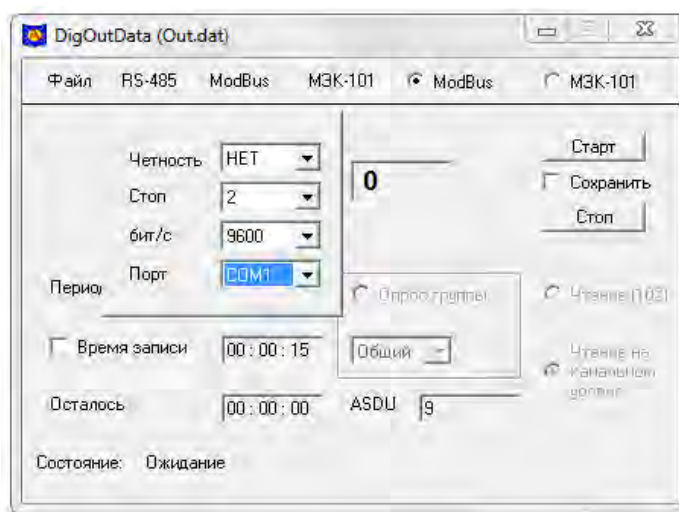 DigOutData (Out.dat)
Файл RS-485 ModBus МЭК-101 ModBus МЭК-101
Четность НЕТ
Стоп 2
бит/с 9600
Порт COM1
0
Старт
Сохранить
Стоп
Период
Опрос группы
Чтение (102)
Время записи 00:00:15
Общий
Чтение на канальном уровне
Осталось 00:00:00
ASDU 9
Состояние: Ожидание